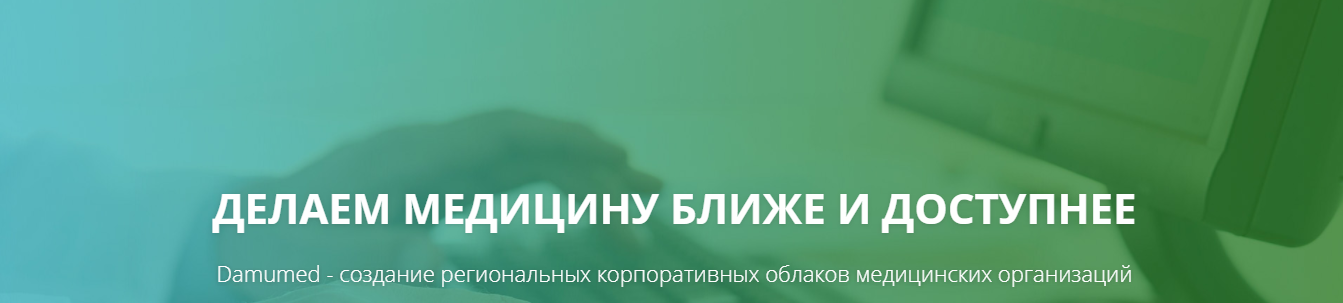 ДЕЛАЕМ МЕДИЦИНУ БЛИЖЕ И ДОСТУПНЕЕ
Damumed - создание региональных корпоративных облаков медицинских организаций